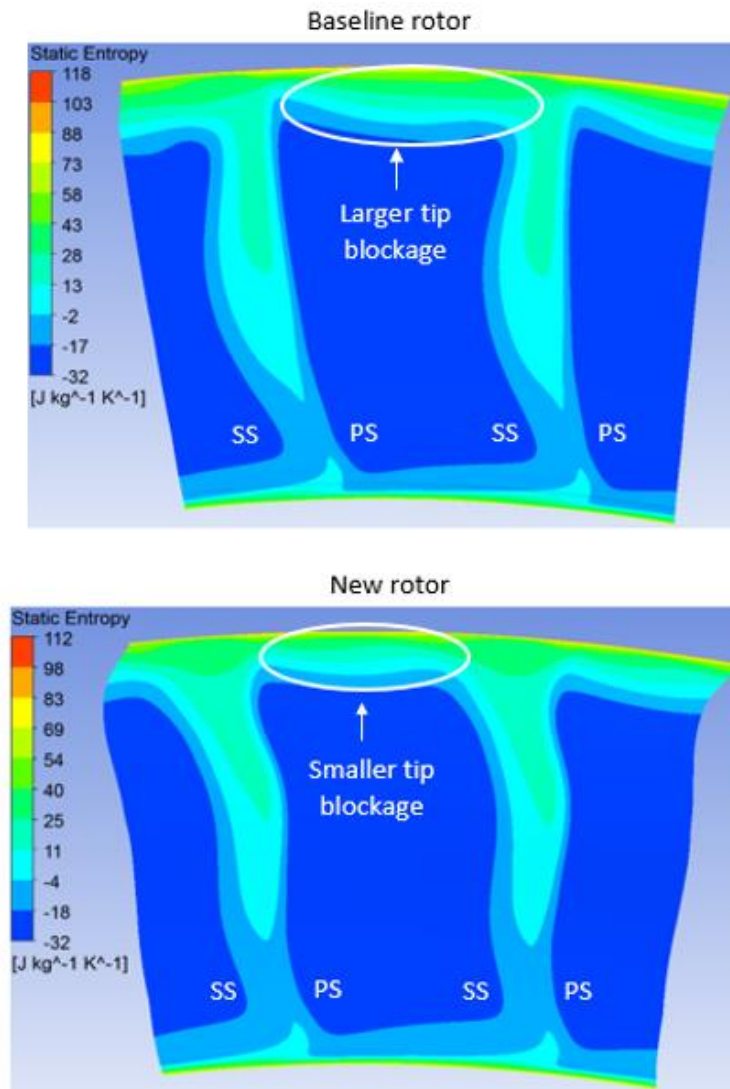 Baseline rotor
Static Entropy
118
103
88
73
58
43
28
13
-2
-17
-32
[J kg^-1 K^-1]
Larger tip
blockage
SS
PS
SS
PS
New rotor
Static Entropy
112
98
83
69
54
40
25
11
-4
-18
-32
[J kg^-1 K^-1]
Smaller tip
blockage
SS
PS
SS
PS